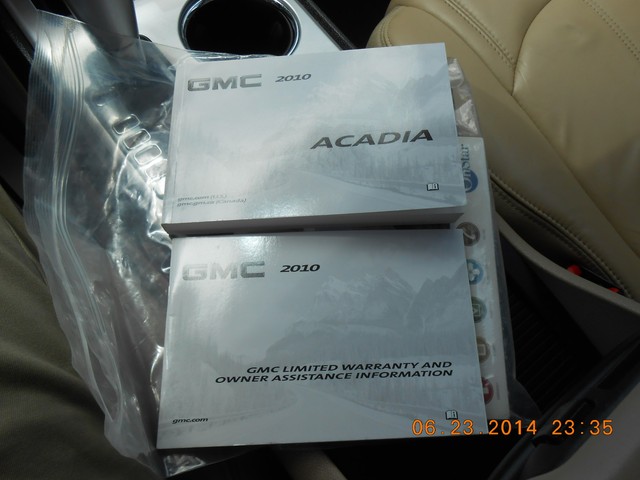 GMC 2010
ACADIA
OnStar
GMC 2010
GMC LIMITED WARRANTY AND
OWNER ASSISTANCE INFORMATION
gmc.com
06.23.2014 23:35